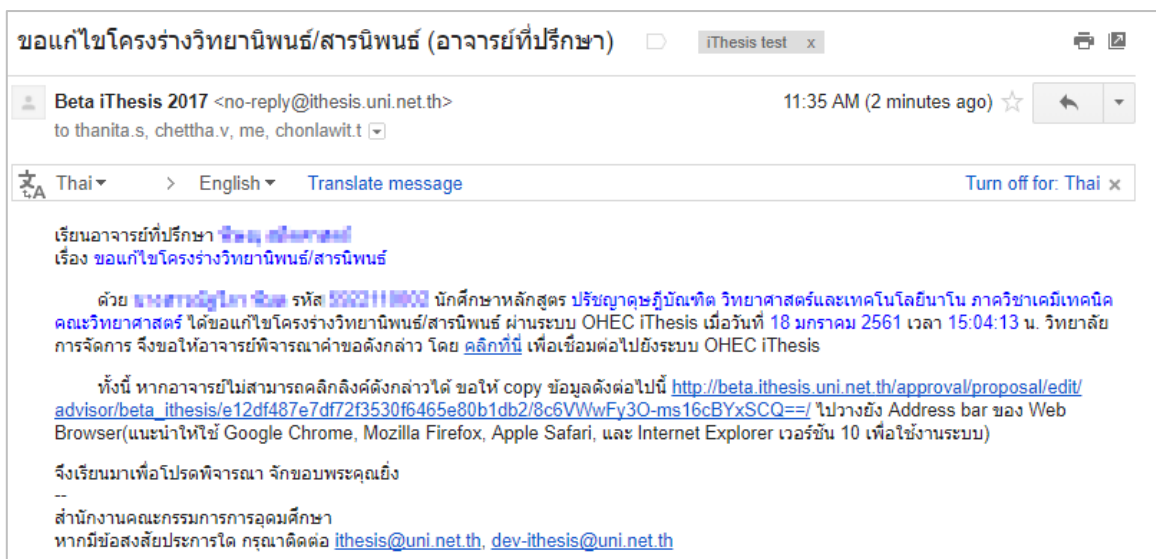 ขอแก้ไขโครงร่างวิทยานิพนธ์/สารนิพนธ์ (อาจารย์ที่ปรึกษา) iThesis test x
Beta iThesis 2017 <no-reply@ithesis.uni.net.th> 11:35 AM (2 minutes ago)
to thanita.s, chettha.v, me, chonlawit.t
Thai > English Translate message Turn off for: Thai x
เรียนอาจารย์ที่ปรึกษา
เรื่อง ขอแก้ไขโครงร่างวิทยานิพนธ์/สารนิพนธ์
ด้วย รหัส นักศึกษาหลักสูตร ปรัชญาดุษฎีบัณฑิต วิทยาศาสตร์และเทคโนโลยีนาโน ภาควิชาเคมีเทคนิค
คณะวิทยาศาสตร์ ได้ขอแก้ไขโครงร่างวิทยานิพนธ์/สารนิพนธ์ ผ่านระบบ OHEC iThesis เมื่อวันที่ 18 มกราคม 2561 เวลา 15:04:13 น. วิทยาลัย
การจัดการ จึงขอให้อาจารย์พิจารณาคำขอดังกล่าว โดย คลิกที่นี่ เพื่อเชื่อมต่อไปยังระบบ OHEC iThesis
ทั้งนี้ หากอาจารย์ไม่สามารถคลิกลิงค์ดังกล่าวได้ ขอให้ copy ข้อมูลดังต่อไปนี้ http://beta.ithesis.uni.net.th/approval/proposal/edit/
advisor/beta_ithesis/e12df487e7df72f3530f6465e80b1db2/8c6VWwFy3O-ms16cBYxSCQ==/ ไปวางยัง Address bar ของ Web
Browser(แนะนำให้ใช้ Google Chrome, Mozilla Firefox, Apple Safari, และ Internet Explorer เวอร์ชัน 10 เพื่อใช้งานระบบ)
จึงเรียนมาเพื่อโปรดพิจารณา จักขอบพระคุณยิ่ง
--
สำนักงานคณะกรรมการการอุดมศึกษา
หากมีข้อสงสัยประการใด กรุณาติดต่อ ithesis@uni.net.th, dev-ithesis@uni.net.th